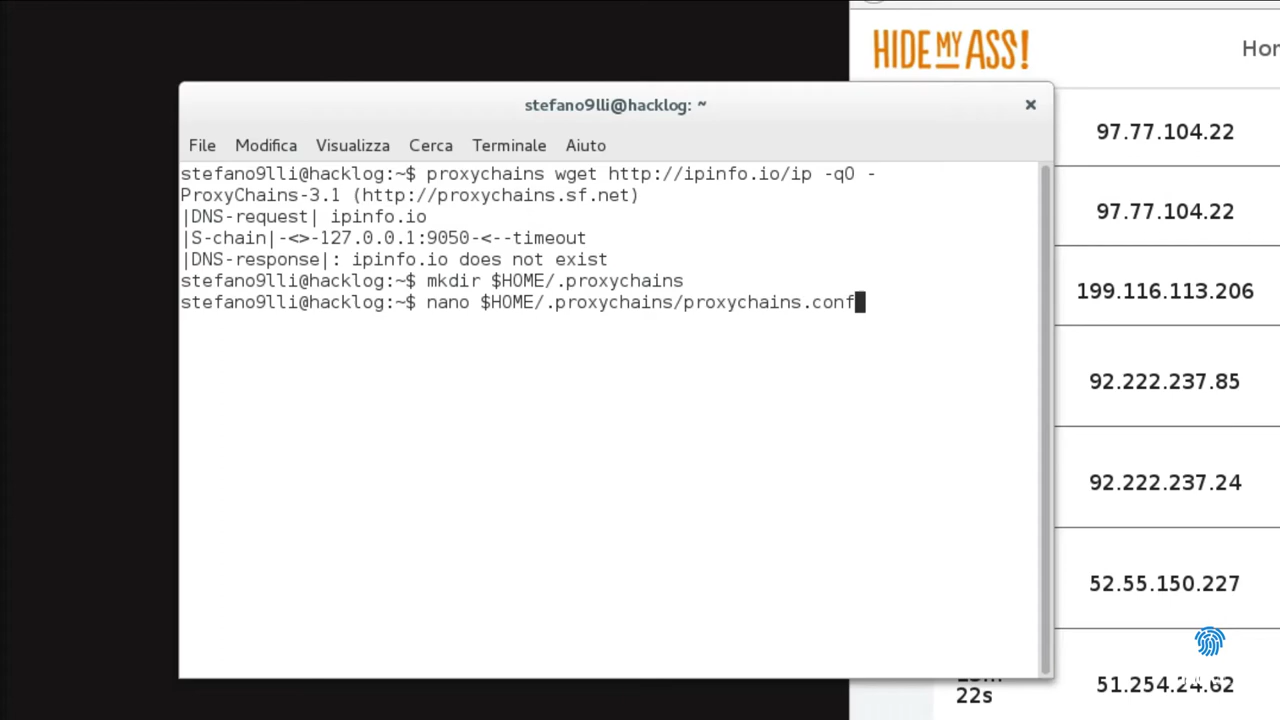 HIDE MY ASS!
stefano9lli@hacklog: ~
×
File Modifica Visualizza Cerca Terminale Aiuto
stefano9lli@hacklog:~$ proxychains wget http://ipinfo.io/ip -qO -
ProxyChains-3.1 (http://proxychains.sf.net)
|DNS-request| ipinfo.io
|S-chain|-<>-127.0.0.1:9050-<--timeout
|DNS-response|: ipinfo.io does not exist
stefano9lli@hacklog:~$ mkdir $HOME/.proxychains
stefano9lli@hacklog:~$ nano $HOME/.proxychains/proxychains.conf
97.77.104.22
97.77.104.22
199.116.113.206
92.222.237.85
92.222.237.24
52.55.150.227
22s
51.254.24.62